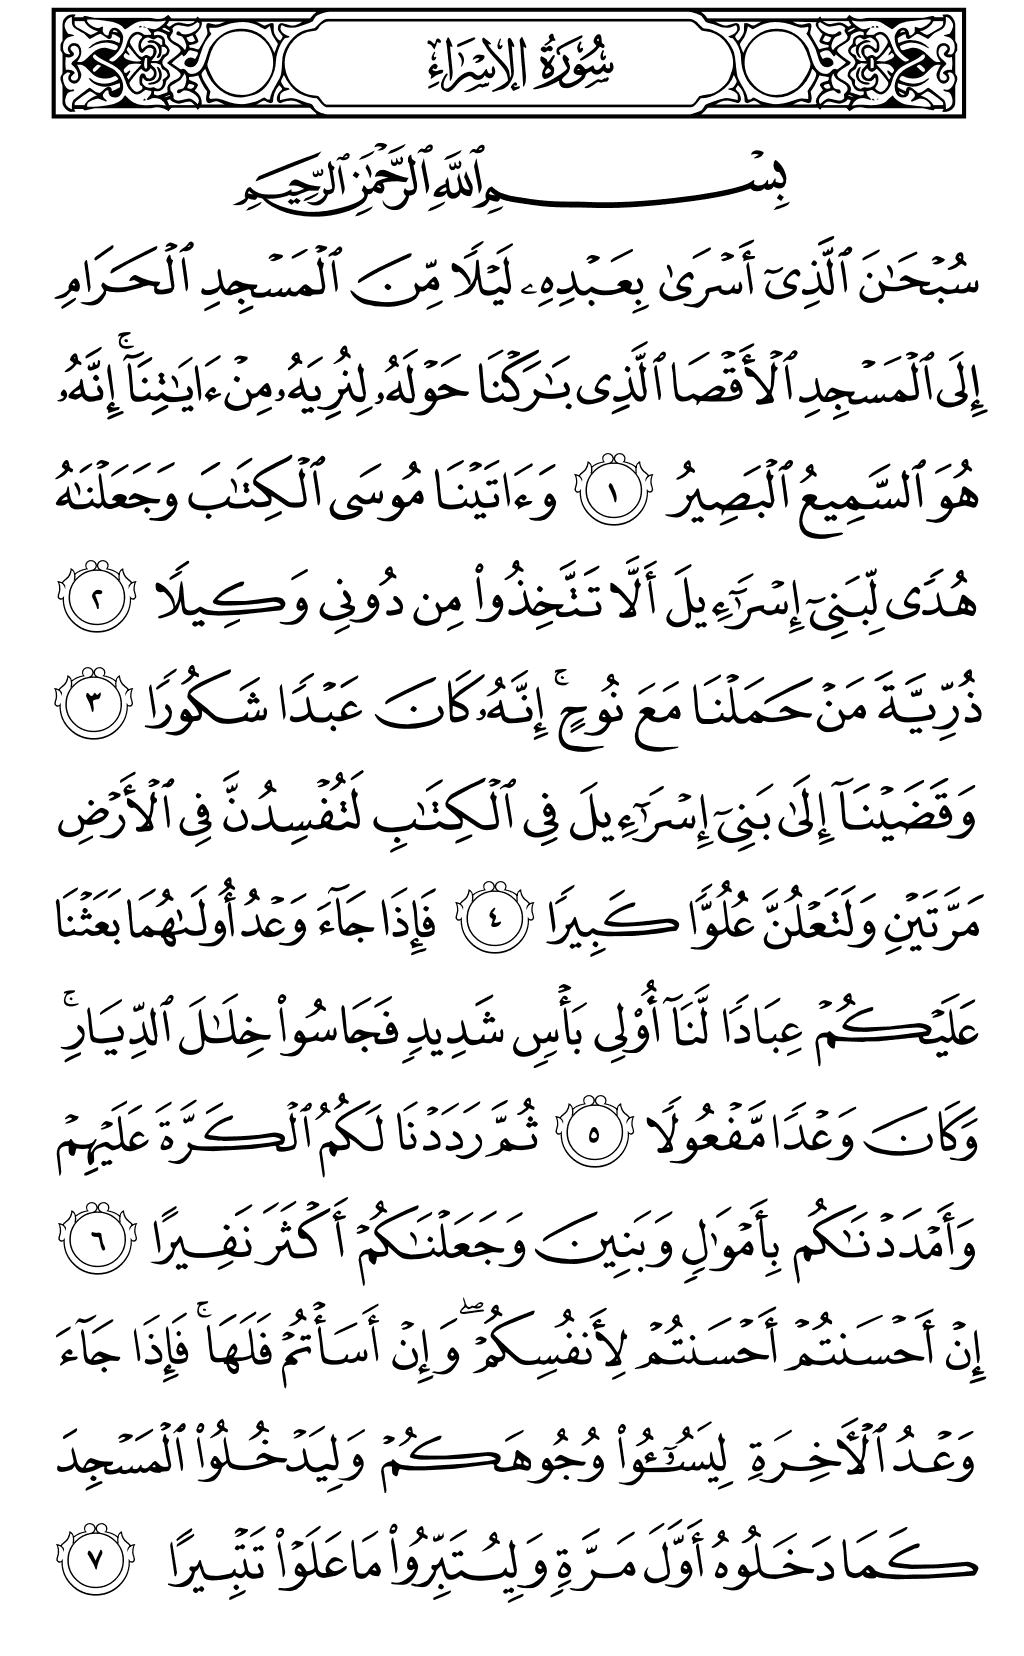 سُورَةُ الإِسْرَاءِ
بِسْمِ ٱللَّهِ ٱلرَّحْمَٰنِ ٱلرَّحِيمِ
سُبْحَٰنَ ٱلَّذِىٓ أَسْرَىٰ بِعَبْدِهِۦ لَيْلًا مِّنَ ٱلْمَسْجِدِ ٱلْحَرَامِ
إِلَى ٱلْمَسْجِدِ ٱلْأَقْصَا ٱلَّذِى بَٰرَكْنَا حَوْلَهُۥ لِنُرِيَهُۥ مِنْ ءَايَٰتِنَآ ۚ إِنَّهُۥ
هُوَ ٱلسَّمِيعُ ٱلْبَصِيرُ ١ وَءَاتَيْنَا مُوسَى ٱلْكِتَٰبَ وَجَعَلْنَٰهُ
هُدًى لِّبَنِىٓ إِسْرَٰٓءِيلَ أَلَّا تَتَّخِذُوا۟ مِن دُونِى وَكِيلًا ٢
ذُرِّيَّةَ مَنْ حَمَلْنَا مَعَ نُوحٍ ۚ إِنَّهُۥ كَانَ عَبْدًا شَكُورًا ٣
وَقَضَيْنَآ إِلَىٰ بَنِىٓ إِسْرَٰٓءِيلَ فِى ٱلْكِتَٰبِ لَتُفْسِدُنَّ فِى ٱلْأَرْضِ
مَرَّتَيْنِ وَلَتَعْلُنَّ عُلُوًّا كَبِيرًا ٤ فَإِذَا جَآءَ وَعْدُ أُولَىٰهُمَا بَعَثْنَا
عَلَيْكُمْ عِبَادًا لَّنَآ أُو۟لِى بَأْسٍ شَدِيدٍ فَجَاسُوا۟ خِلَٰلَ ٱلدِّيَارِ ۚ
وَكَانَ وَعْدًا مَّفْعُولًا ٥ ثُمَّ رَدَدْنَا لَكُمُ ٱلْكَرَّةَ عَلَيْهِمْ
وَأَمْدَدْنَٰكُم بِأَمْوَٰلٍ وَبَنِينَ وَجَعَلْنَٰكُمْ أَكْثَرَ نَفِيرًا ٦
إِنْ أَحْسَنتُمْ أَحْسَنتُمْ لِأَنفُسِكُمْ ۖ وَإِنْ أَسَأْتُمْ فَلَهَا ۚ فَإِذَا جَآءَ
وَعْدُ ٱلْـَٔاخِرَةِ لِيَسُـۥٓـُٔوا۟ وُجُوهَكُمْ وَلِيَدْخُلُوا۟ ٱلْمَسْجِدَ
كَمَا دَخَلُوهُ أَوَّلَ مَرَّةٍ وَلِيُتَبِّرُوا۟ مَا عَلَوْا۟ تَتْبِيرًا ٧